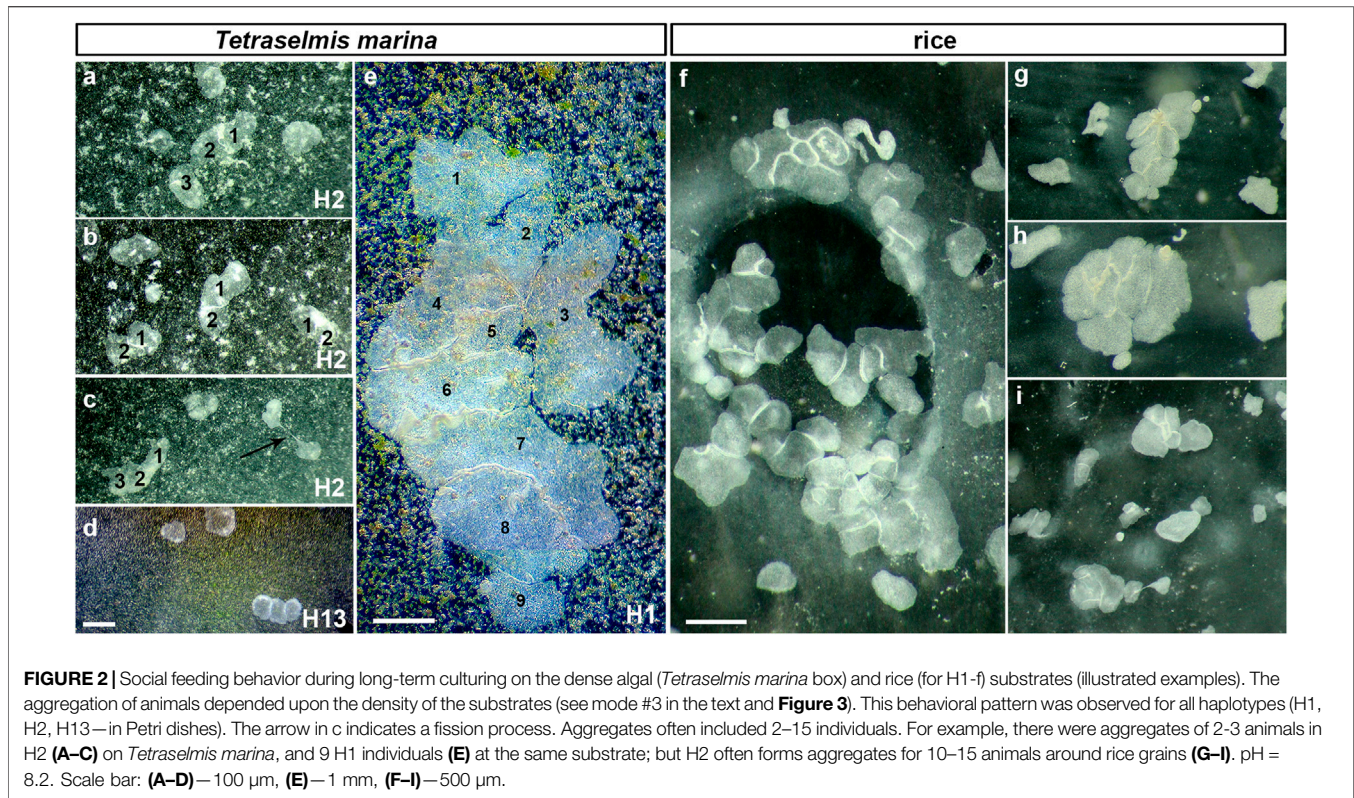 Tetraselmis marina
rice
a
1
2
3
H2
b
1
2
1
2
1
2
H2
c
1
2
3
H2
d
H13
e
1
2
3
4
5
6
7
8
9
H1
f
g
h
i
FIGURE 2 | Social feeding behavior during long-term culturing on the dense algal (Tetraselmis marina box) and rice (for H1-f) substrates (illustrated examples). The
aggregation of animals depended upon the density of the substrates (see mode #3 in the text and Figure 3). This behavioral pattern was observed for all haplotypes (H1,
H2, H13—in Petri dishes). The arrow in c indicates a fission process. Aggregates often included 2–15 individuals. For example, there were aggregates of 2-3 animals in
H2 (A–C) on Tetraselmis marina, and 9 H1 individuals (E) at the same substrate; but H2 often forms aggregates for 10–15 animals around rice grains (G–I). pH =
8.2. Scale bar: (A–D)—100 μm, (E)—1 mm, (F–I)—500 μm.